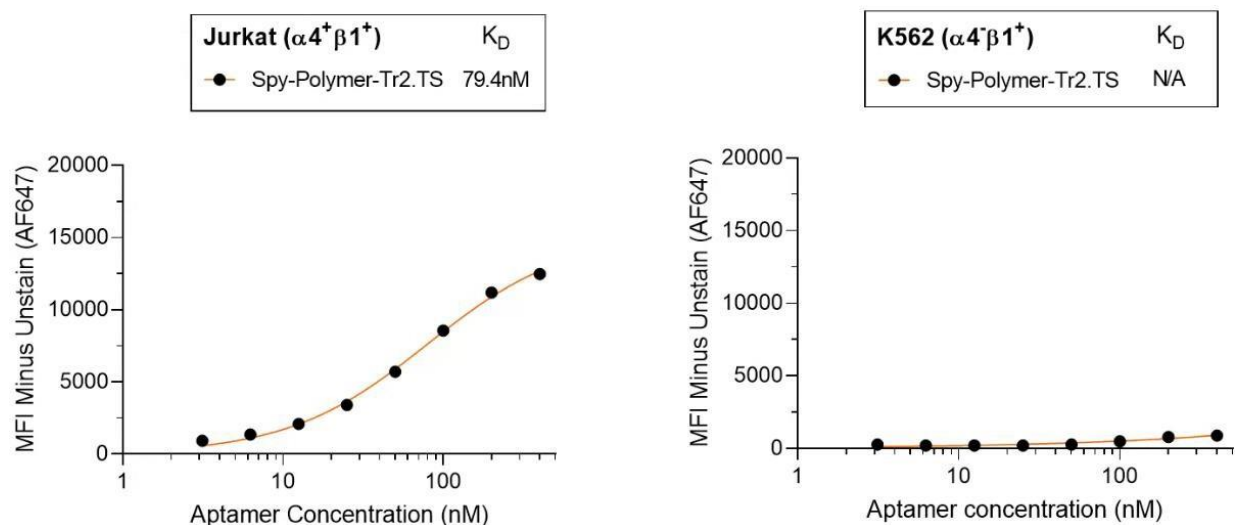 Jurkat (α4⁺β1⁺) K_D
Spy-Polymer-Tr2.TS 79.4nM
MFI Minus Unstain (AF647)
20000
15000
10000
5000
0
1 10 100
Aptamer Concentration (nM)
K562 (α4⁻β1⁺) K_D
Spy-Polymer-Tr2.TS N/A
MFI Minus Unstain (AF647)
20000
15000
10000
5000
0
1 10 100
Aptamer concentration (nM)